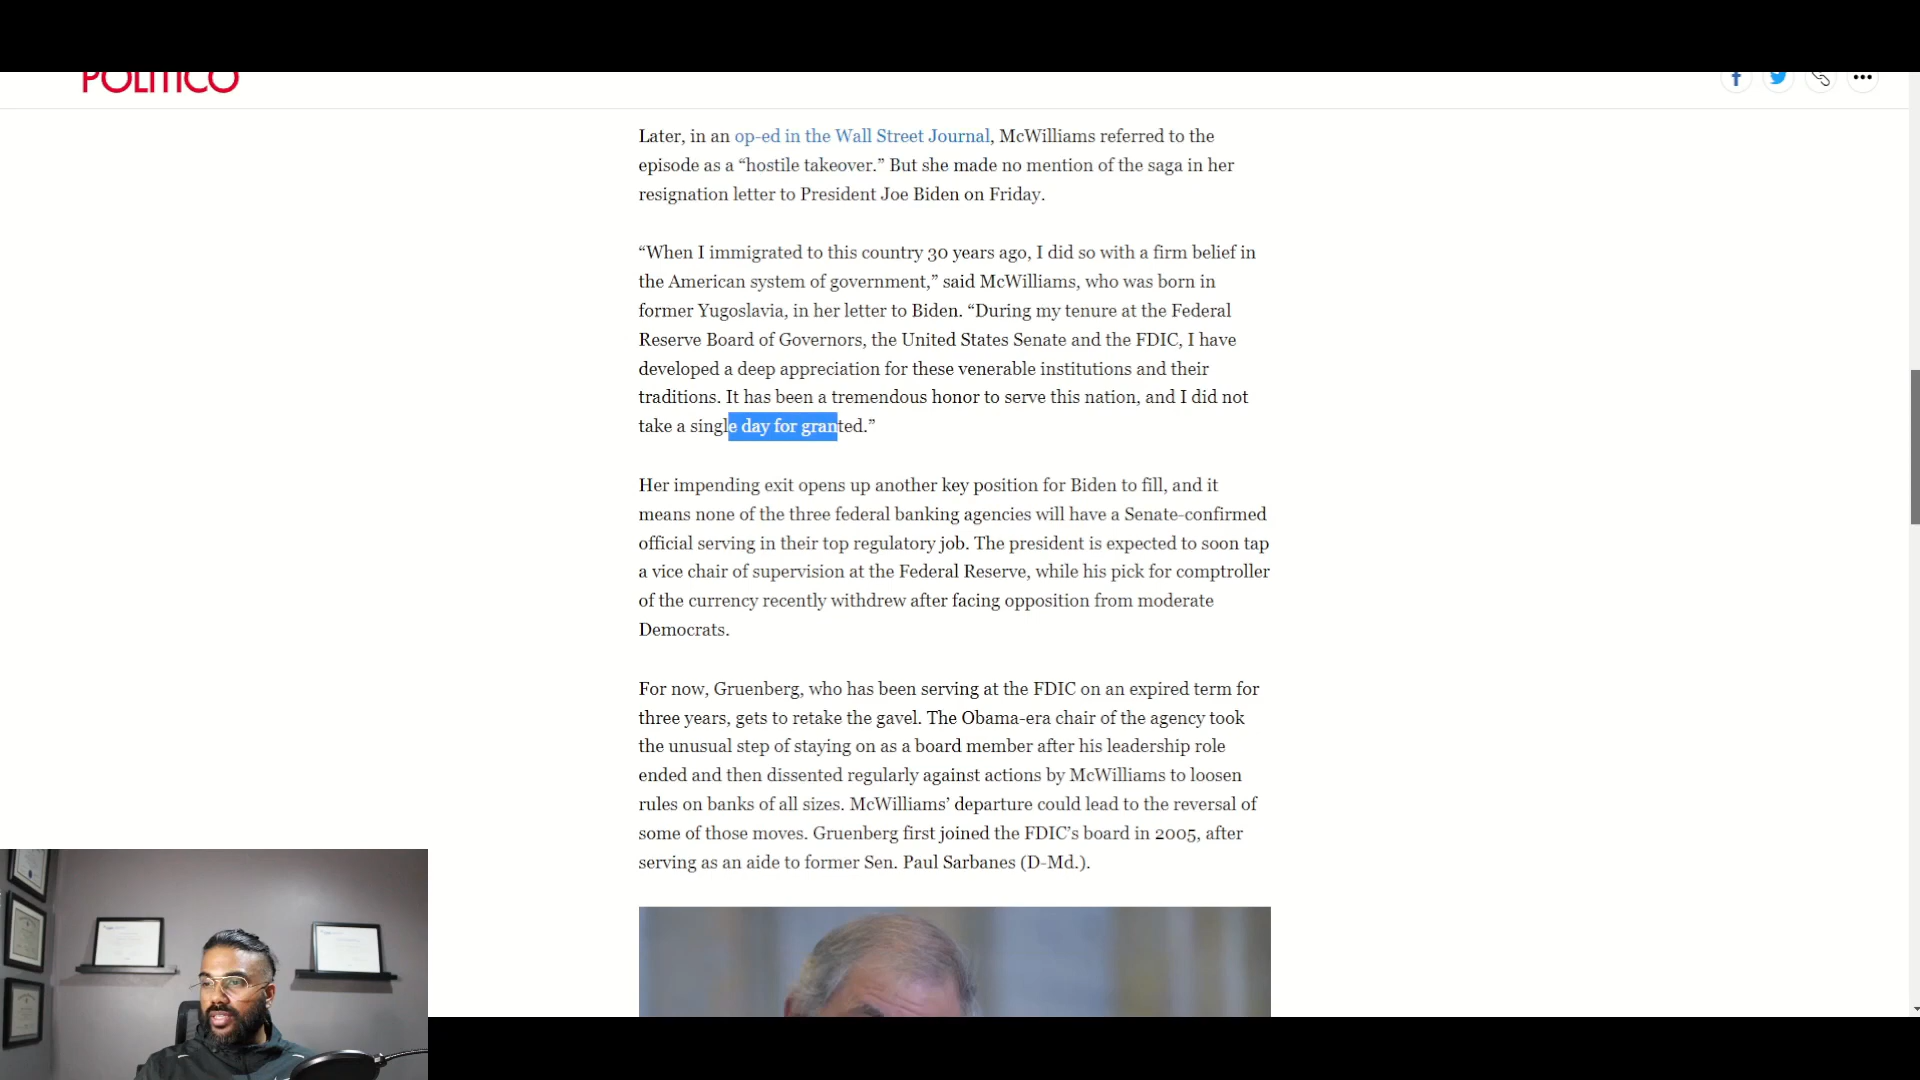 POLITICO
Later, in an op-ed in the Wall Street Journal, McWilliams referred to the
episode as a “hostile takeover.” But she made no mention of the saga in her
resignation letter to President Joe Biden on Friday.
“When I immigrated to this country 30 years ago, I did so with a firm belief in
the American system of government,” said McWilliams, who was born in
former Yugoslavia, in her letter to Biden. “During my tenure at the Federal
Reserve Board of Governors, the United States Senate and the FDIC, I have
developed a deep appreciation for these venerable institutions and their
traditions. It has been a tremendous honor to serve this nation, and I did not
take a single day for granted.”
Her impending exit opens up another key position for Biden to fill, and it
means none of the three federal banking agencies will have a Senate-confirmed
official serving in their top regulatory job. The president is expected to soon tap
a vice chair of supervision at the Federal Reserve, while his pick for comptroller
of the currency recently withdrew after facing opposition from moderate
Democrats.
For now, Gruenberg, who has been serving at the FDIC on an expired term for
three years, gets to retake the gavel. The Obama-era chair of the agency took
the unusual step of staying on as a board member after his leadership role
ended and then dissented regularly against actions by McWilliams to loosen
rules on banks of all sizes. McWilliams’ departure could lead to the reversal of
some of those moves. Gruenberg first joined the FDIC’s board in 2005, after
serving as an aide to former Sen. Paul Sarbanes (D-Md.).